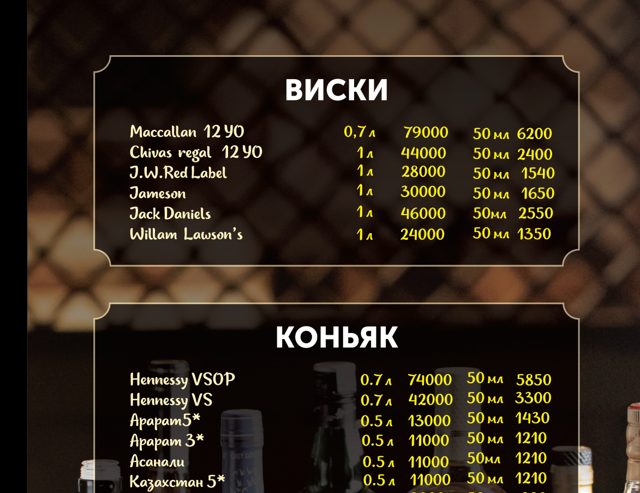 ВИСКИ
Maccallan 12 YO 0,7 л 79000 50 мл 6200
Chivas regal 12 YO 1 л 44000 50 мл 2400
J.W.Red Label 1 л 28000 50 мл 1540
Jameson 1 л 30000 50 мл 1650
Jack Daniels 1 л 46000 50мл 2550
Willam Lawson's 1 л 24000 50 мл 1350
КОНЬЯК
Hennessy VSOP 0.7 л 74000 50 мл 5850
Hennessy VS 0.7 л 42000 50 мл 3300
Арарат5* 0.5 л 13000 50 мл 1430
Арарат 3* 0.5 л 11000 50 мл 1210
Асанали 0.5 л 11000 50мл 1210
Казахстан 5* 0.5 л 11000 50 мл 1210